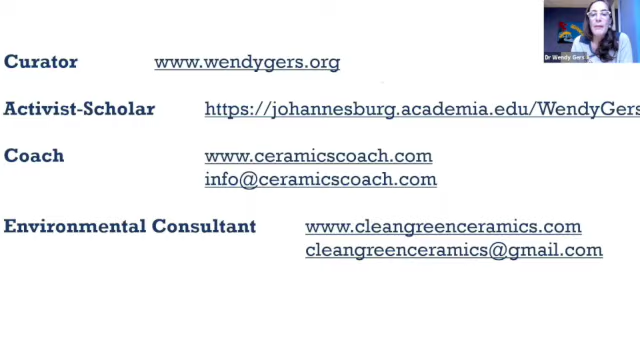 Curator www.wendygers.org
Dr Wendy Gers
Activist-Scholar https://johannesburg.academia.edu/WendyGers
Coach www.ceramicscoach.com
info@ceramicscoach.com
Environmental Consultant www.cleangreenceramics.com
cleangreenceramics@gmail.com